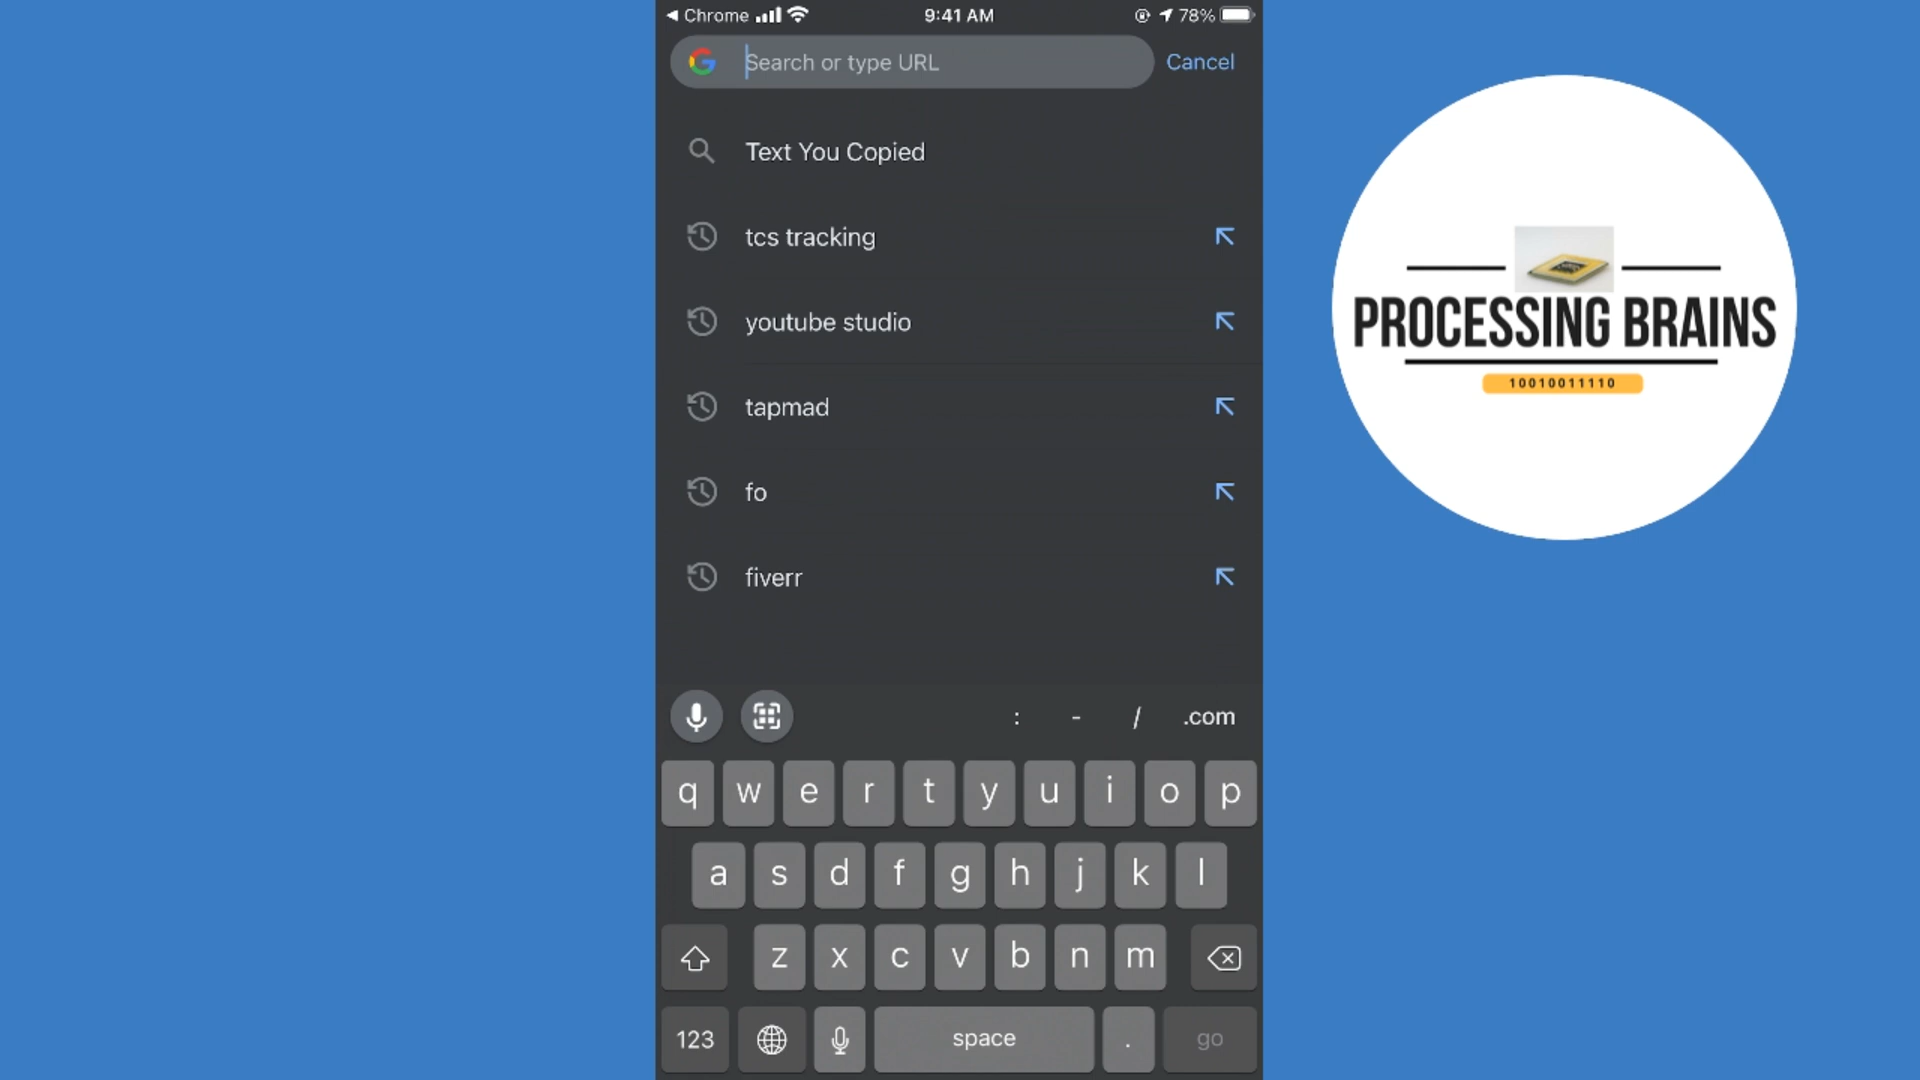 Chrome 9:41 AM 78%
Search or type URL Cancel
Text You Copied
tcs tracking
youtube studio
tapmad
fo
fiverr
: - / .com
q w e r t y u i o p
a s d f g h j k l
z x c v b n m
123 space . go
PROCESSING BRAINS
10010011110